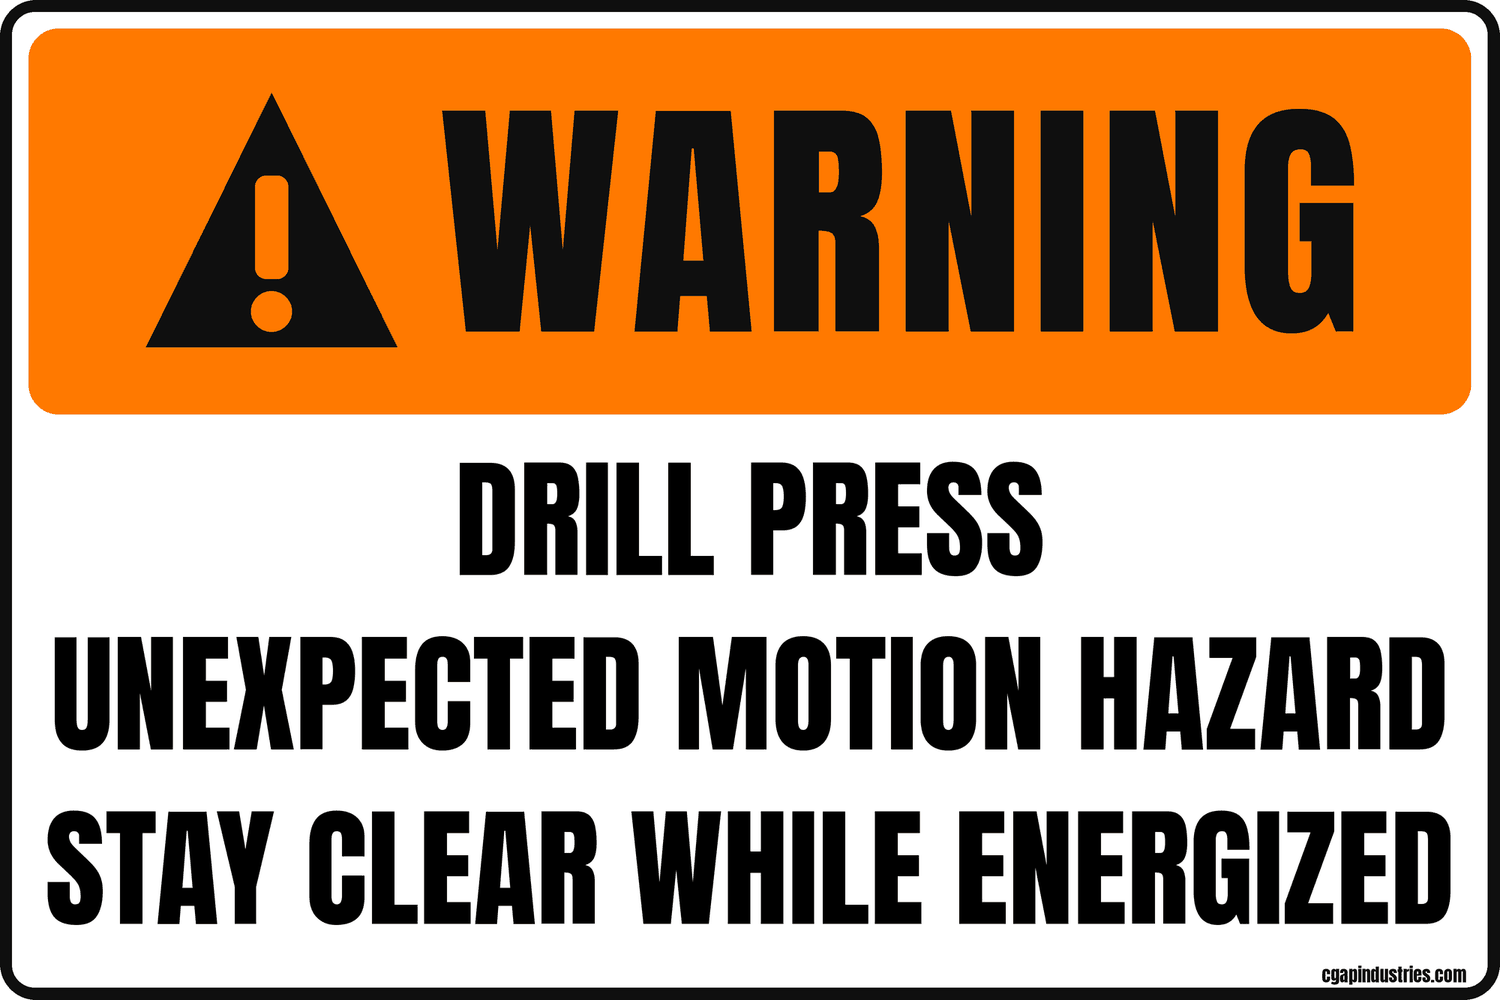 WARNING
DRILL PRESS
UNEXPECTED MOTION HAZARD
STAY CLEAR WHILE ENERGIZED
cgapindustries.com